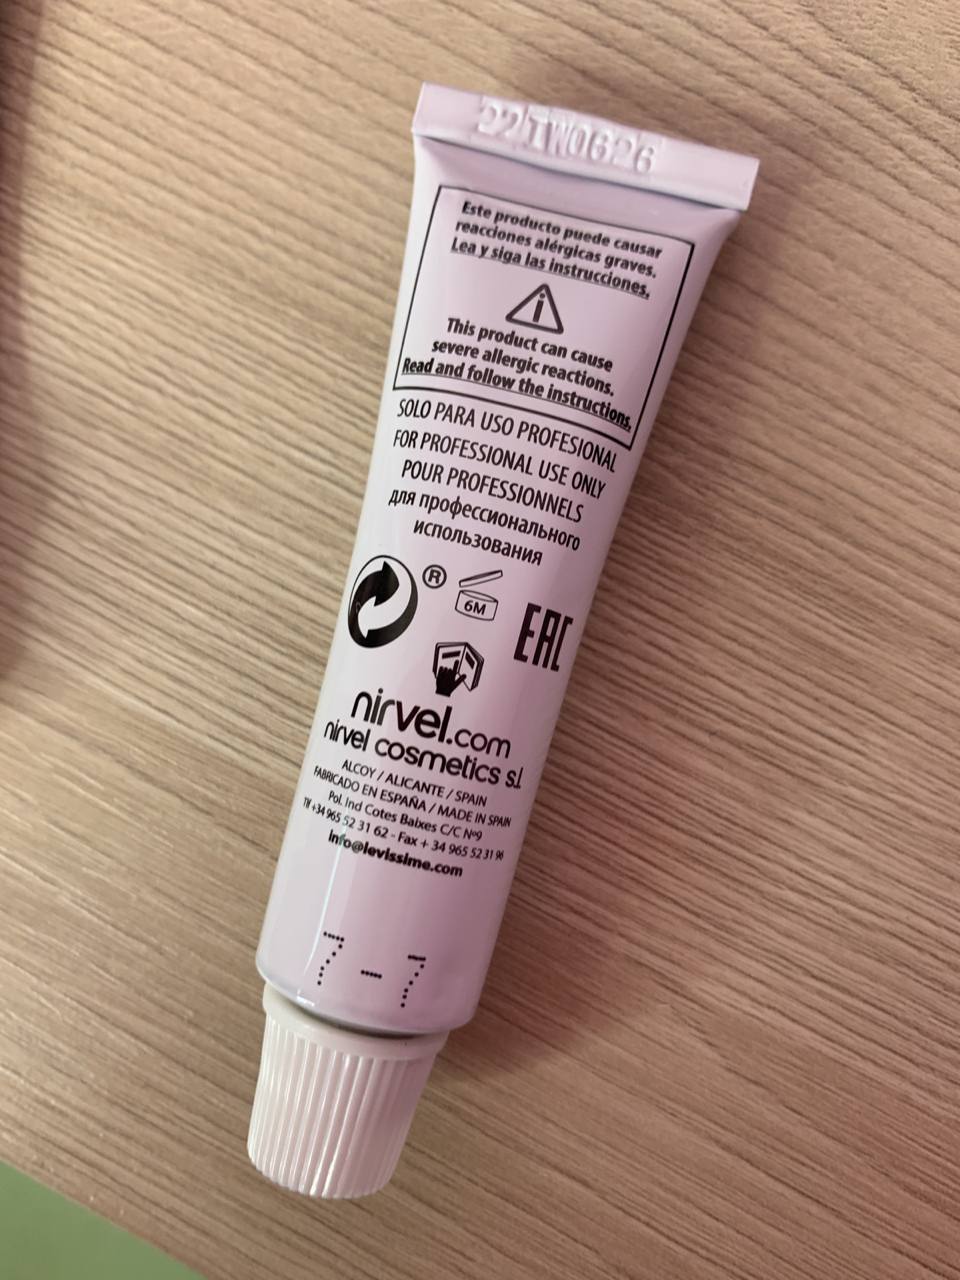 22TW0626
Este producto puede causar
reacciones alérgicas graves.
Lea y siga las instrucciones.
This product can cause
severe allergic reactions.
Read and follow the instructions.
SOLO PARA USO PROFESIONAL
FOR PROFESSIONAL USE ONLY
POUR PROFESSIONNELS
для профессионального
использования
®
6M
EAC
nirvel.com
nirvel cosmetics s.l
ALCOY / ALICANTE / SPAIN
FABRICADO EN ESPAÑA / MADE IN SPAIN
Pol. Ind Cotes Baixes C/C Nº9
Tlf +34 965 52 31 62 - Fax + 34 965 52 31 96
info@levissime.com
7-7